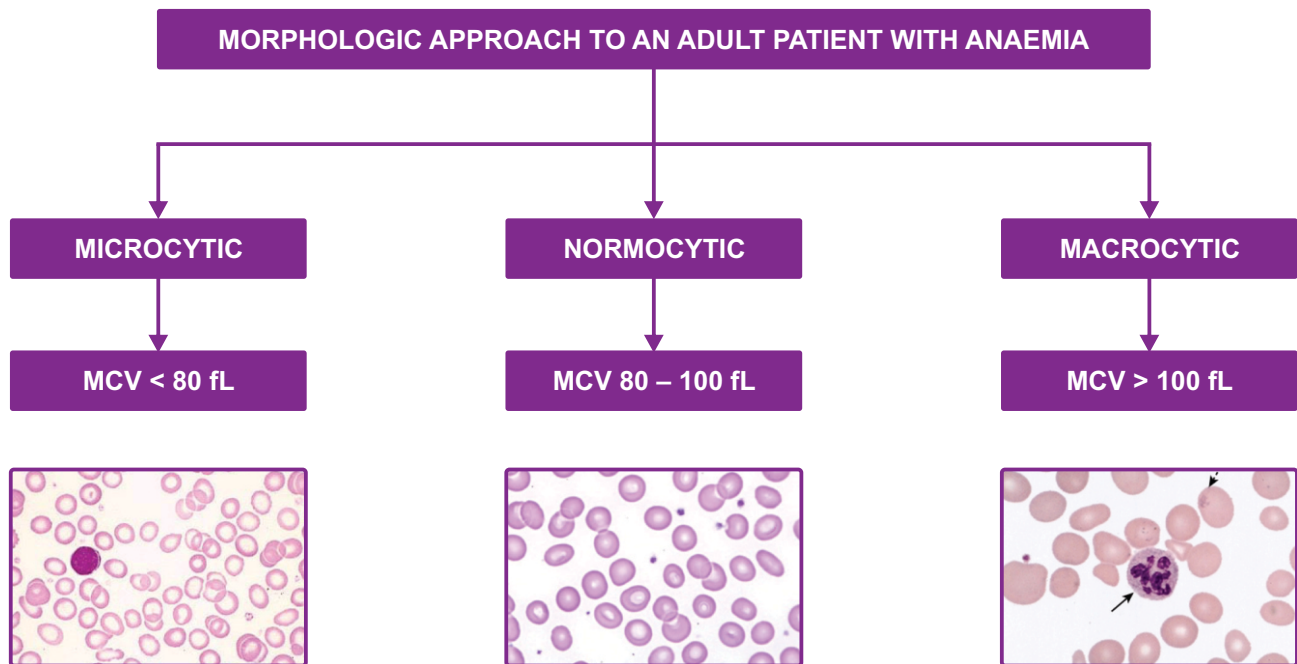 MORPHOLOGIC APPROACH TO AN ADULT PATIENT WITH ANAEMIA
MICROCYTIC
NORMOCYTIC
MACROCYTIC
MCV < 80 fL
MCV 80 – 100 fL
MCV > 100 fL